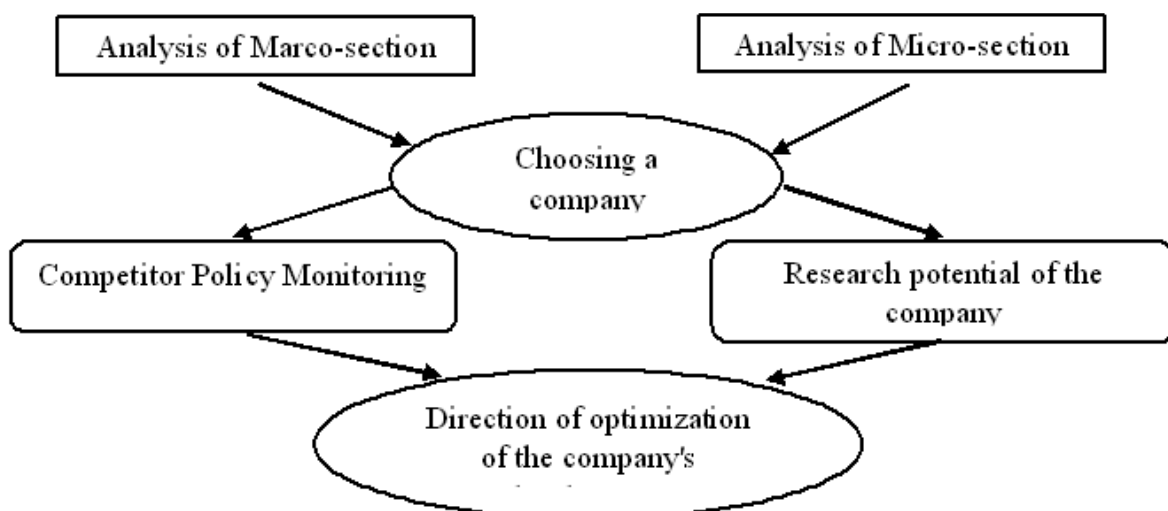 Analysis of Marco-section
Analysis of Micro-section
Choosing a
company
Competitor Policy Monitoring
Research potential of the
company
Direction of optimization
of the company's